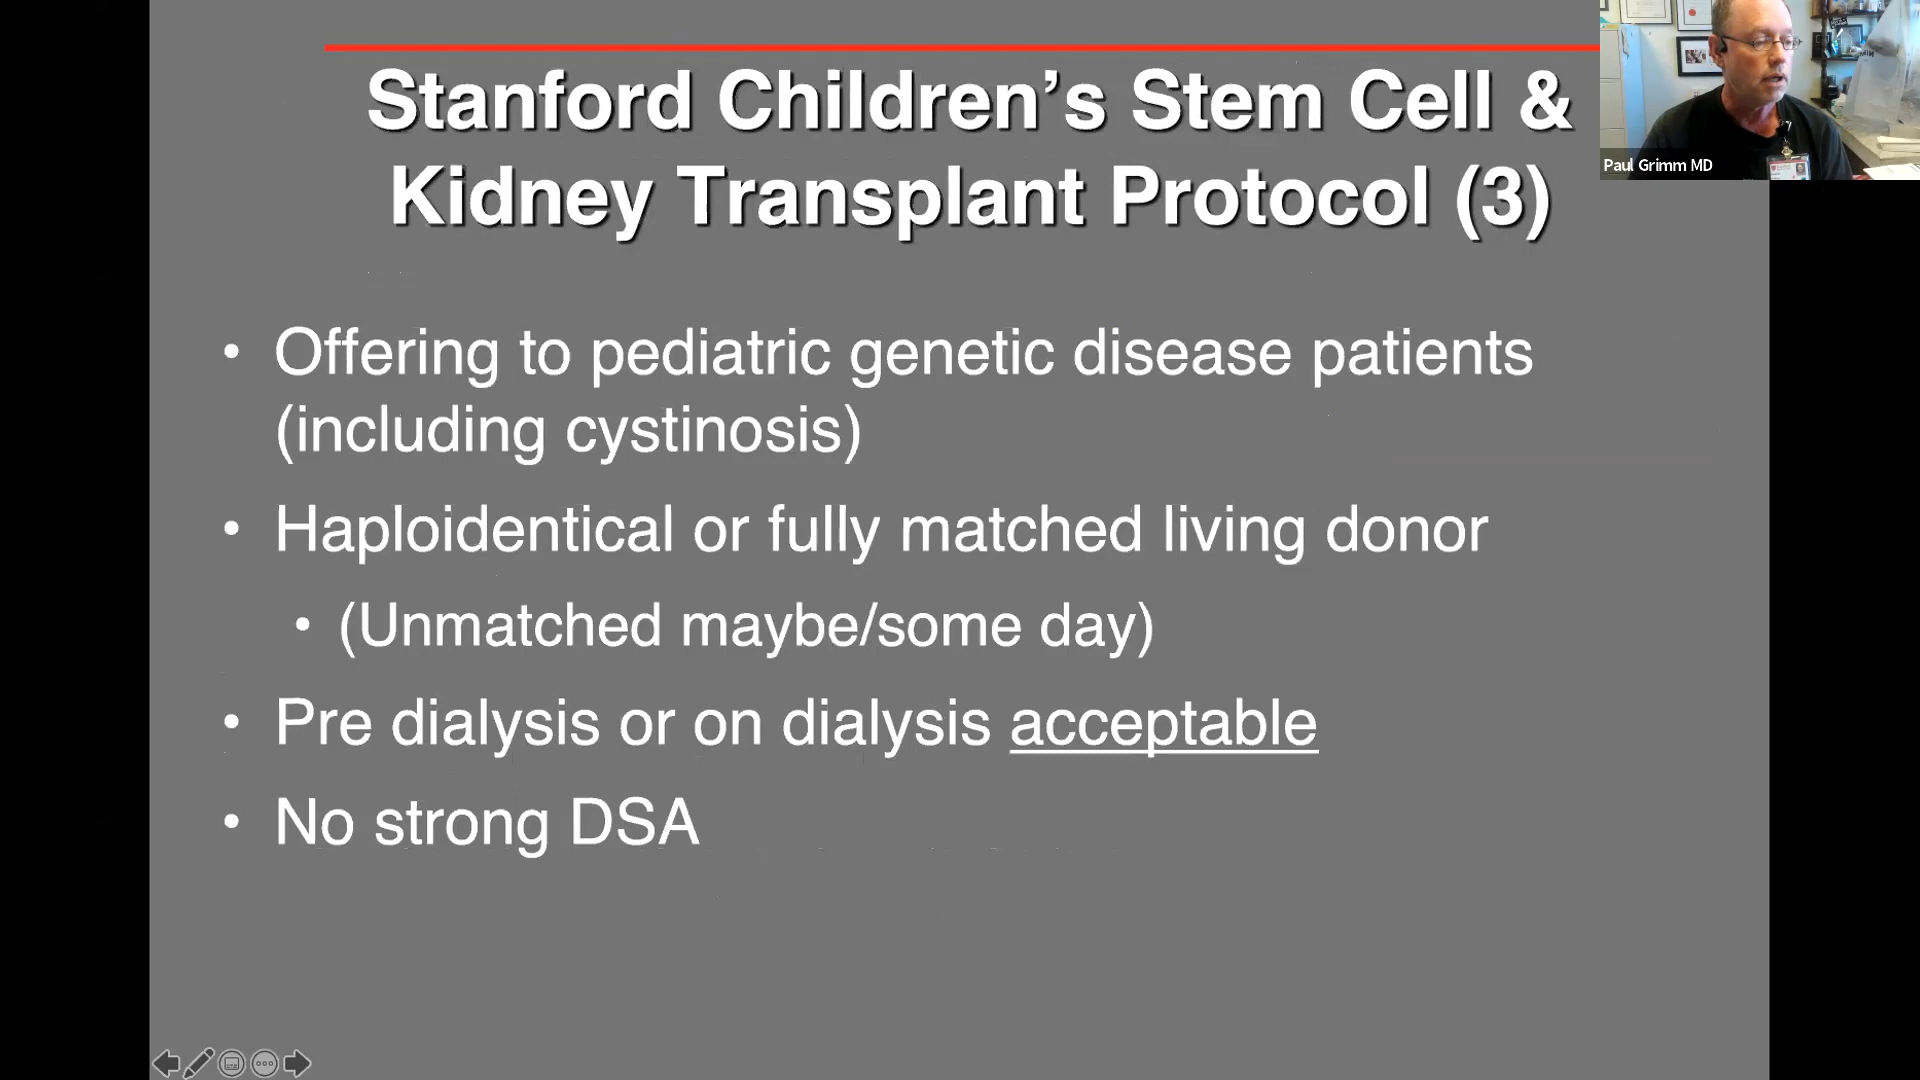 Stanford Children’s Stem Cell &
Kidney Transplant Protocol (3)
Paul Grimm MD
• Offering to pediatric genetic disease patients
(including cystinosis)
• Haploidentical or fully matched living donor
• (Unmatched maybe/some day)
• Pre dialysis or on dialysis acceptable
• No strong DSA